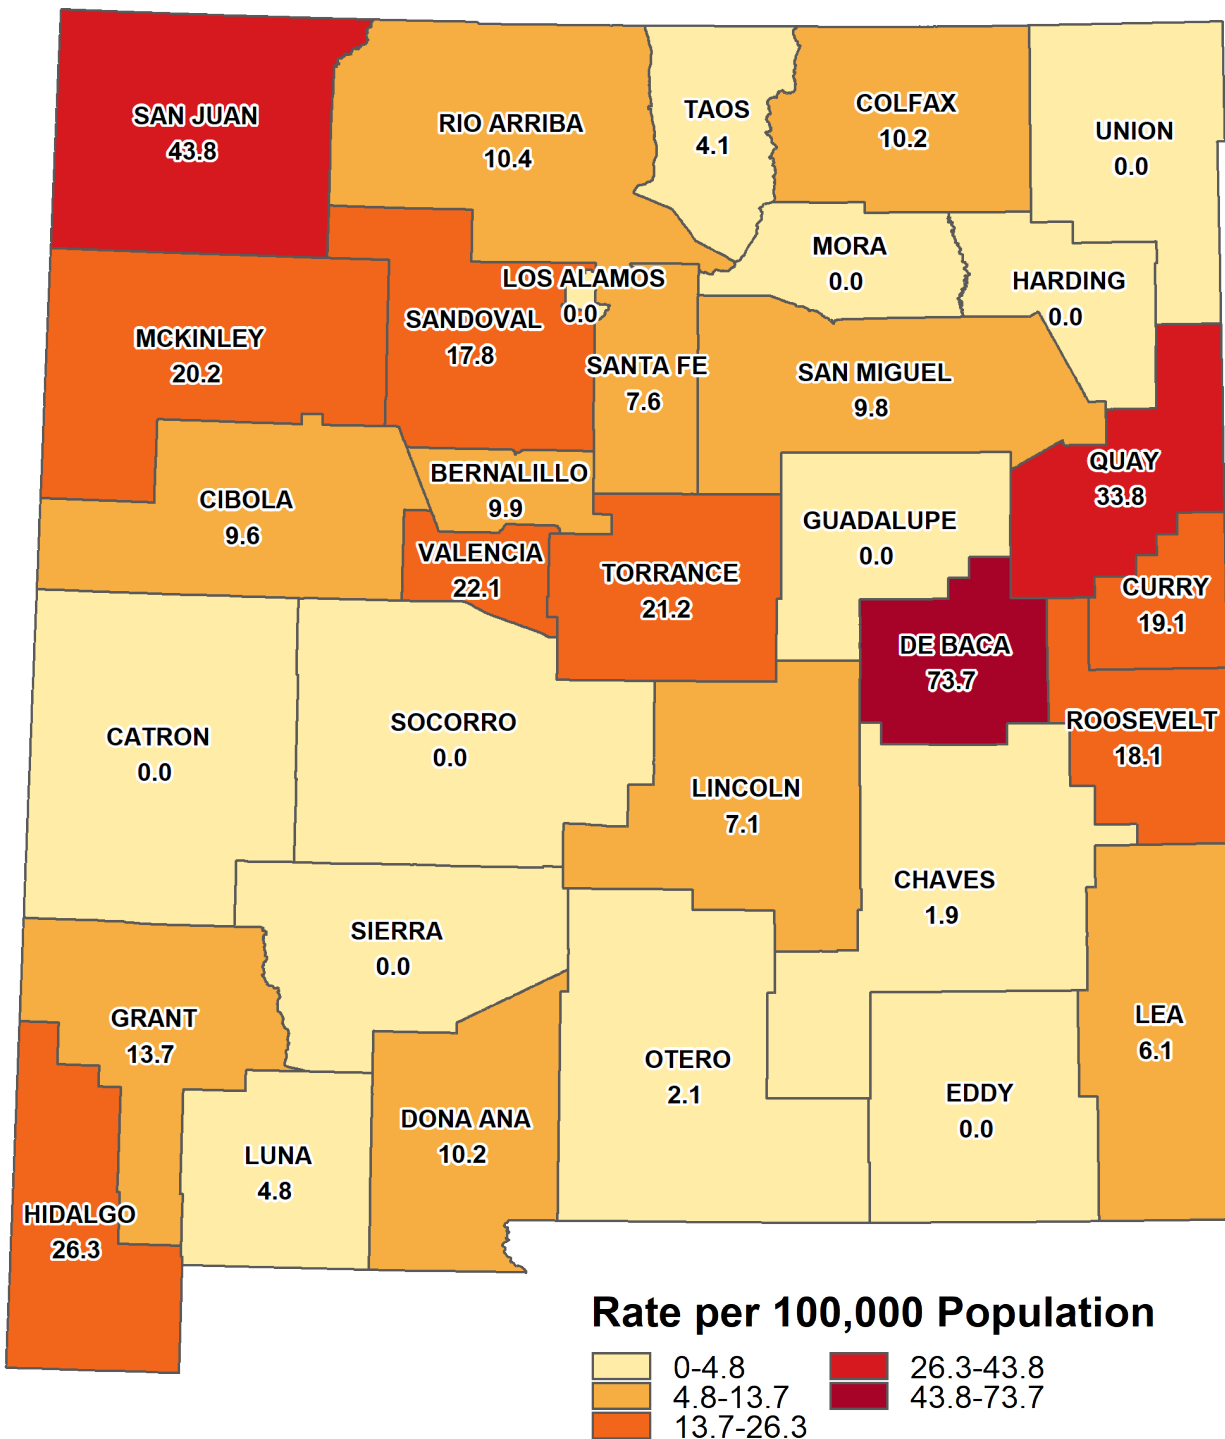 SAN JUAN
43.8
RIO ARRIBA
10.4
TAOS
4.1
COLFAX
10.2
UNION
0.0
MORA
0.0
HARDING
0.0
LOS ALAMOS
0.0
SANDOVAL
17.8
MCKINLEY
20.2
SANTA FE
7.6
SAN MIGUEL
9.8
QUAY
33.8
BERNALILLO
9.9
CIBOLA
9.6
GUADALUPE
0.0
VALENCIA
22.1
TORRANCE
21.2
CURRY
19.1
DE BACA
73.7
ROOSEVELT
18.1
CATRON
0.0
SOCORRO
0.0
LINCOLN
7.1
CHAVES
1.9
SIERRA
0.0
GRANT
13.7
LEA
6.1
OTERO
2.1
EDDY
0.0
DONA ANA
10.2
LUNA
4.8
HIDALGO
26.3
Rate per 100,000 Population
0-4.8
4.8-13.7
13.7-26.3
26.3-43.8
43.8-73.7